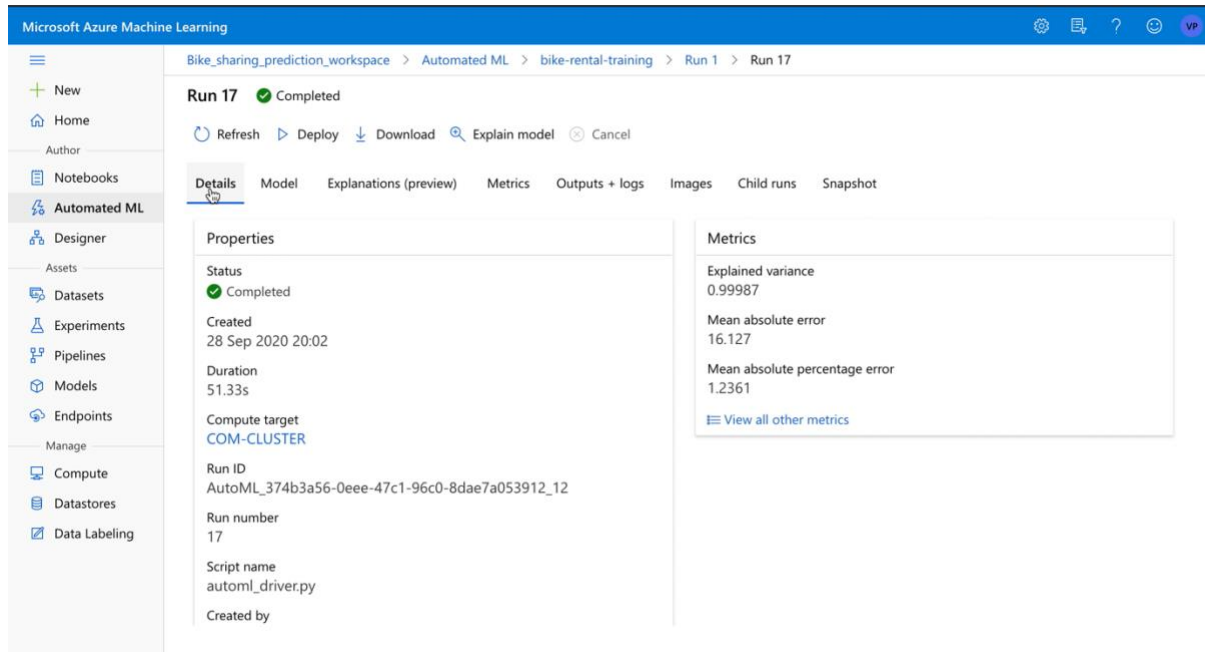 Microsoft Azure Machine Learning
VP
Bike_sharing_prediction_workspace > Automated ML > bike-rental-training > Run 1 > Run 17
New
Home
Author
Notebooks
Automated ML
Designer
Assets
Datasets
Experiments
Pipelines
Models
Endpoints
Manage
Compute
Datastores
Data Labeling
Run 17 Completed
Refresh Deploy Download Explain model Cancel
Details Model Explanations (preview) Metrics Outputs + logs Images Child runs Snapshot
Properties
Status
Completed
Created
28 Sep 2020 20:02
Duration
51.33s
Compute target
COM-CLUSTER
Run ID
AutoML_374b3a56-0eee-47c1-96c0-8dae7a053912_12
Run number
17
Script name
automl_driver.py
Created by
Metrics
Explained variance
0.99987
Mean absolute error
16.127
Mean absolute percentage error
1.2361
View all other metrics